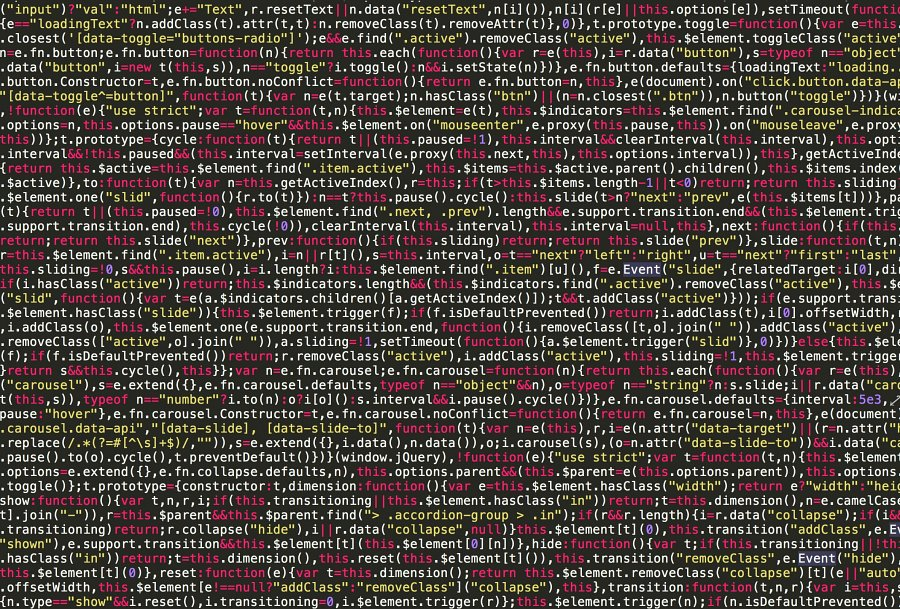 ("input")?"val":"html";e+="Text",r.resetText||n.data("resetText",n[i]()),n[i](r[e]||this.options[e]),setTimeout(function
{e=="loadingText"?n.addClass(t).attr(t,t):n.removeClass(t).removeAttr(t)},0)},t.prototype.toggle=function(){var e=this.
.closest('[data-toggle="buttons-radio"]');e&&e.find(".active").removeClass("active"),this.$element.toggleClass("active"
n=e.fn.button;e.fn.button=function(n){return this.each(function(){var r=e(this),i=r.data("button"),s=typeof n=="object"
.data("button",i=new t(this,s)),n=="toggle"?i.toggle():n&&i.setState(n)})},e.fn.button.defaults={loadingText:"loading..
.button.Constructor=t,e.fn.button.noConflict=function(){return e.fn.button=n,this},e(document).on("click.button.data-ap
"[data-toggle^=button]",function(t){var n=e(t.target);n.hasClass("btn")||(n=n.closest(".btn")),n.button("toggle")})}(wi
,!function(e){"use strict";var t=function(t,n){this.$element=e(t),this.$indicators=this.$element.find(".carousel-indica
.options=n,this.options.pause=="hover"&&this.$element.on("mouseenter",e.proxy(this.pause,this)).on("mouseleave",e.proxy
this))};t.prototype={cycle:function(t){return t||(this.paused=!1),this.interval&&clearInterval(this.interval),this.opti
.interval&&!this.paused&&(this.interval=setInterval(e.proxy(this.next,this),this.options.interval)),this},getActiveInde
{return this.$active=this.$element.find(".item.active"),this.$items=this.$active.parent().children(),this.$items.index(
.$active)},to:function(t){var n=this.getActiveIndex(),r=this;if(t>this.$items.length-1||t<0)return;return this.sliding?
.$element.one("slid",function(){r.to(t)}):n==t?this.pause().cycle():this.slide(t>n?"next":"prev",e(this.$items[t]))},pa
(t){return t||(this.paused=!0),this.$element.find(".next, .prev").length&&e.support.transition.end&&(this.$element.trig
.support.transition.end),this.cycle(!0)),clearInterval(this.interval),this.interval=null,this},next:function(){if(this.
return;return this.slide("next")},prev:function(){if(this.sliding)return;return this.slide("prev")},slide:function(t,n)
r=this.$element.find(".item.active"),i=n||r[t](),s=this.interval,o=t=="next"?"left":"right",u=t=="next"?"first":"last",
this.sliding=!0,s&&this.pause(),i=i.length?i:this.$element.find(".item")[u](),f=e.Event("slide",{relatedTarget:i[0],dir
if(i.hasClass("active"))return;this.$indicators.length&&(this.$indicators.find(".active").removeClass("active"),this.$e
("slid",function(){var t=e(a.$indicators.children()[a.getActiveIndex()]);t&&t.addClass("active")}));if(e.support.transi
.$element.hasClass("slide")){this.$element.trigger(f);if(f.isDefaultPrevented())return;i.addClass(t),i[0].offsetWidth,r
,i.addClass(o),this.$element.one(e.support.transition.end,function(){i.removeClass([t,o].join(" ")).addClass("active"),
.removeClass(["active",o].join(" ")),a.sliding=!1,setTimeout(function(){a.$element.trigger("slid")},0)})}else{this.$ele
(f);if(f.isDefaultPrevented())return;r.removeClass("active"),i.addClass("active"),this.sliding=!1,this.$element.trigger
}return s&&this.cycle(),this}};var n=e.fn.carousel;e.fn.carousel=function(n){return this.each(function(){var r=e(this),
("carousel"),s=e.extend({},e.fn.carousel.defaults,typeof n=="object"&&n),o=typeof n=="string"?n:s.slide;i||r.data("caro
t(this,s)),typeof n=="number"?i.to(n):o?i[o]():s.interval&&i.pause().cycle()})},e.fn.carousel.defaults={interval:5e3,
pause:"hover"},e.fn.carousel.Constructor=t,e.fn.carousel.noConflict=function(){return e.fn.carousel=n,this},e(document)
.carousel.data-api","[data-slide], [data-slide-to]",function(t){var n=e(this),r,i=e(n.attr("data-target")||(r=n.attr("h
.replace(/.*(?=#[^\s]+$)/,"")),s=e.extend({},i.data(),n.data()),o;i.carousel(s),(o=n.attr("data-slide-to"))&&i.data("ca
.pause().to(o).cycle(),t.preventDefault()})}(window.jQuery),!function(e){"use strict";var t=function(t,n){this.$element
.options=e.extend({},e.fn.collapse.defaults,n),this.options.parent&&(this.$parent=e(this.options.parent)),this.options
.toggle()};t.prototype={constructor:t,dimension:function(){var e=this.$element.hasClass("width");return e?"width":"heig
show:function(){var t,n,r,i;if(this.transitioning||this.$element.hasClass("in"))return;t=this.dimension(),n=e.camelCase
t].join("-")),r=this.$parent&&this.$parent.find("> .accordion-group > .in");if(r&&r.length){i=r.data("collapse");if(i&&
.transitioning)return;r.collapse("hide"),i||r.data("collapse",null)}this.$element[t](0),this.transition("addClass",e.Ev
"shown"),e.support.transition&&this.$element[t](this.$element[0][n])},hide:function(){var t;if(this.transitioning||!thi
hasClass("in"))return;t=this.dimension(),this.reset(this.$element[t]()),this.transition("removeClass",e.Event("hide"),"
this.$element[t](0)},reset:function(e){var t=this.dimension();return this.$element.removeClass("collapse")[t](e||"auto"
.offsetWidth,this.$element[e!==null?"addClass":"removeClass"]("collapse"),this},transition:function(t,n,r){var i=this,s
{n.type=="show"&&i.reset(),i.transitioning=0,i.$element.trigger(r)};this.$element.trigger(n);if(n.isDefaultPrevented())